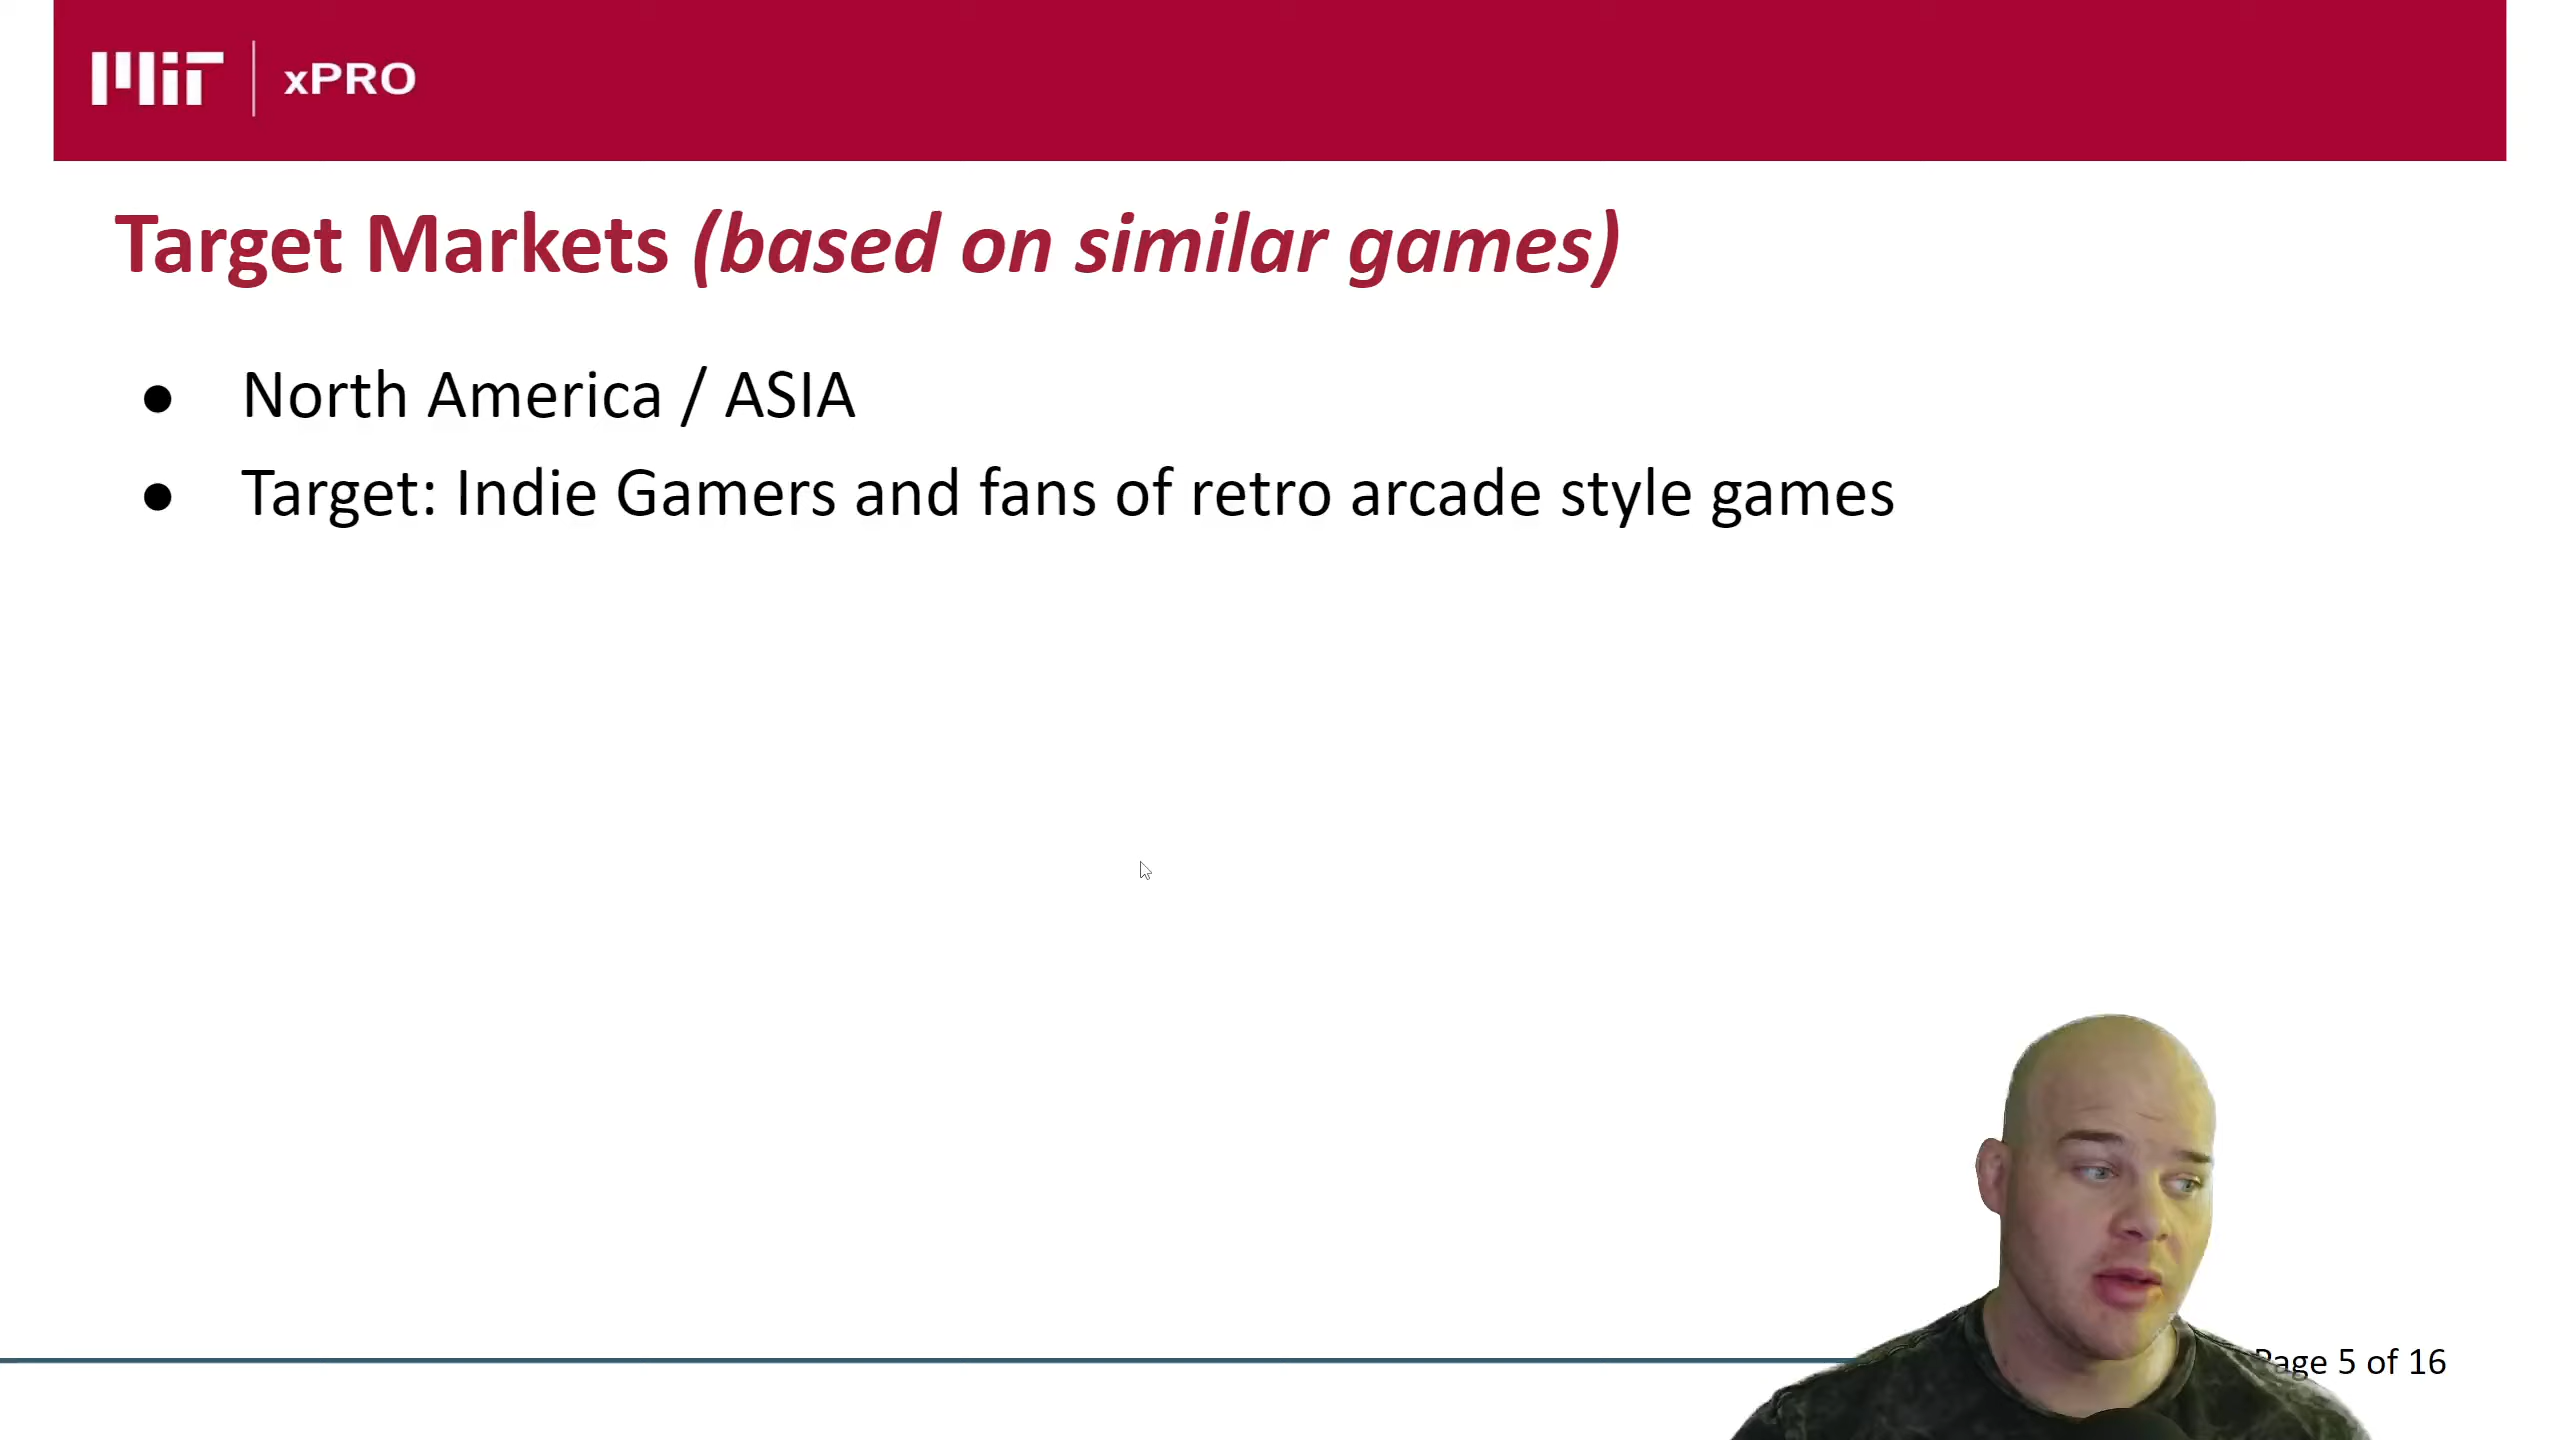 MIT xPRO
Target Markets (based on similar games)
● North America / ASIA
● Target: Indie Gamers and fans of retro arcade style games
Page 5 of 16